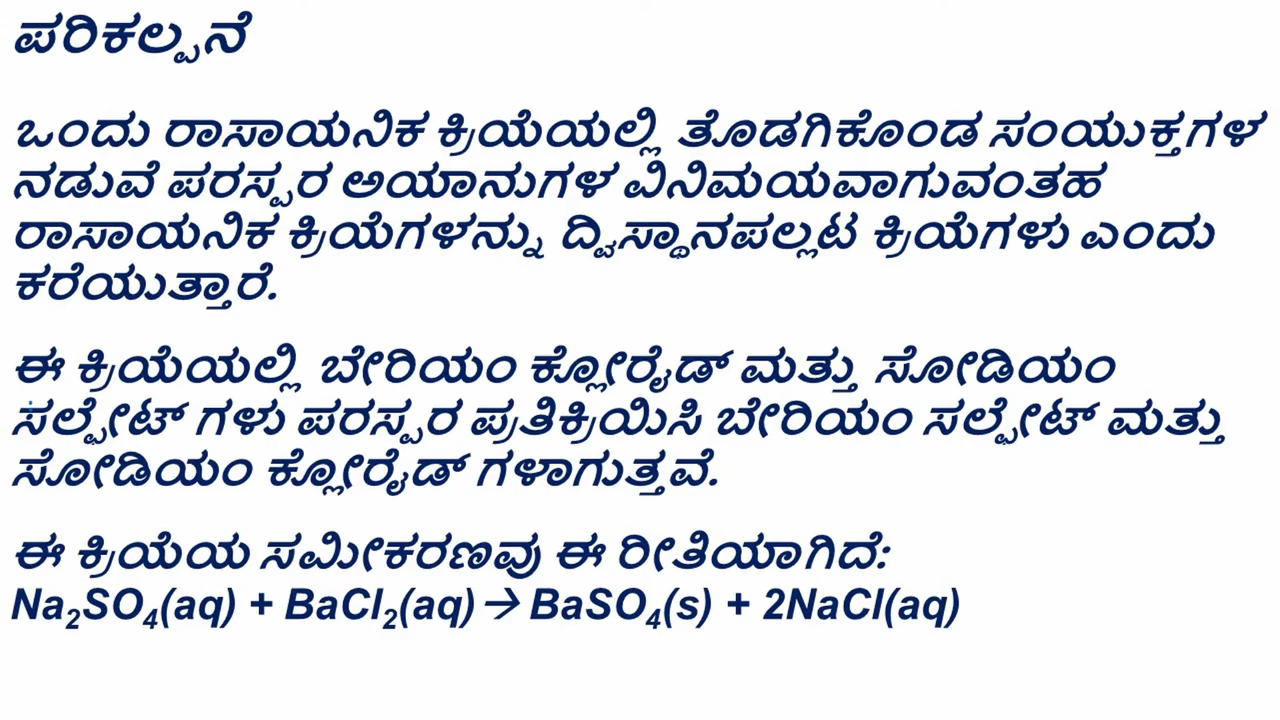 ಪರಿಕಲ್ಪನೆ
ಒಂದು ರಾಸಾಯನಿಕ ಕ್ರಿಯೆಯಲ್ಲಿ ತೊಡಗಿಕೊಂಡ ಸಂಯುಕ್ತಗಳ
ನಡುವೆ ಪರಸ್ಪರ ಅಯಾನುಗಳ ವಿನಿಮಯವಾಗುವಂತಹ
ರಾಸಾಯನಿಕ ಕ್ರಿಯೆಗಳನ್ನು ದ್ವಿಸ್ಥಾನಪಲ್ಲಟ ಕ್ರಿಯೆಗಳು ಎಂದು
ಕರೆಯುತ್ತಾರೆ.
ಈ ಕ್ರಿಯೆಯಲ್ಲಿ ಬೇರಿಯಂ ಕ್ಲೋರೈಡ್ ಮತ್ತು ಸೋಡಿಯಂ
ಸಲ್ಫೇಟ್ ಗಳು ಪರಸ್ಪರ ಪ್ರತಿಕ್ರಿಯಿಸಿ ಬೇರಿಯಂ ಸಲ್ಫೇಟ್ ಮತ್ತು
ಸೋಡಿಯಂ ಕ್ಲೋರೈಡ್ ಗಳಾಗುತ್ತವೆ.
ಈ ಕ್ರಿಯೆಯ ಸಮೀಕರಣವು ಈ ರೀತಿಯಾಗಿದೆ:
Na₂SO₄(aq) + BaCl₂(aq)→ BaSO₄(s) + 2NaCl(aq)